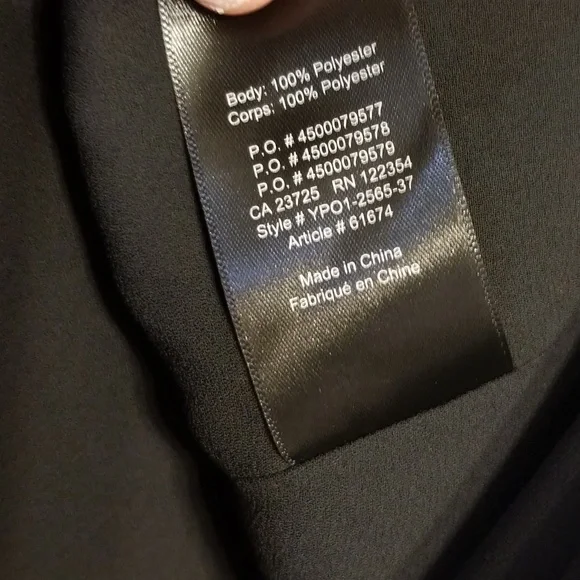 Body: 100% Polyester
Corps: 100% Polyester
P.O. # 4500079577
P.O. # 4500079578
P.O. # 4500079579
CA 23725 RN 122354
Style # YPO1-2565-37
Article # 61674
Made in China
Fabriqué en Chine